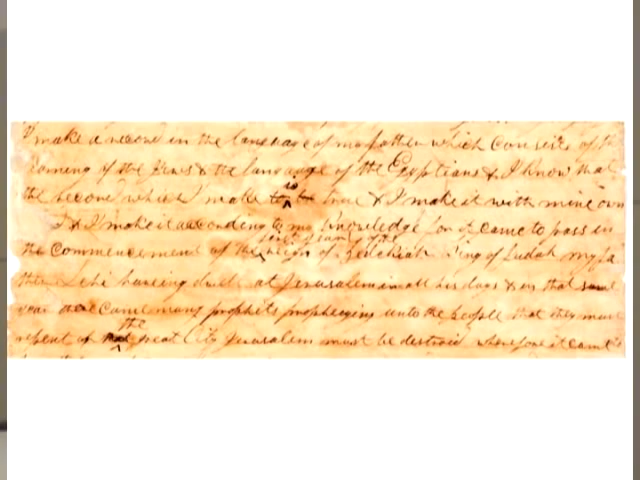 I make a record in the language of my father which consists of the
Learning of the Jews & the language of the Egyptians & I know that
the record which I make is to be true & I make it with mine own
& I make it according to my knowledge for it came to pass in
first year of the
the commencement of the reign of Zedekiah King of Judah my fa
ther Lehi haveing dwelt at Jerusalem in all his days & in that same
year there came many prophets prophesying unto the people that they must
the
repent or great City Jerusalem must be destroid wherefore it came